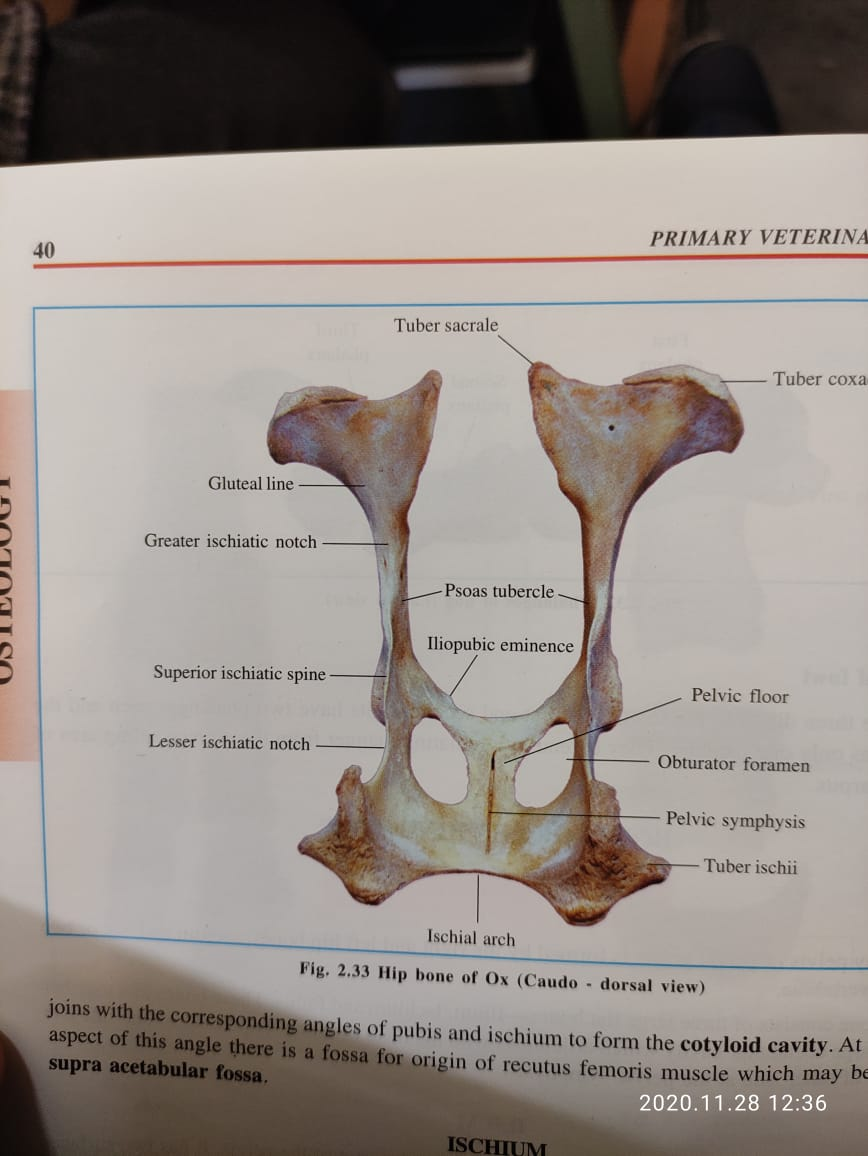 40
PRIMARY VETERINA
OSTEOLOGY
Tuber sacrale
Tuber coxa
Gluteal line
Greater ischiatic notch
Psoas tubercle
Iliopubic eminence
Superior ischiatic spine
Pelvic floor
Lesser ischiatic notch
Obturator foramen
Pelvic symphysis
Tuber ischii
Ischial arch
Fig. 2.33 Hip bone of Ox (Caudo - dorsal view)
joins with the corresponding angles of pubis and ischium to form the cotyloid cavity. At
aspect of this angle there is a fossa for origin of recutus femoris muscle which may be
supra acetabular fossa.
2020.11.28 12:36
ISCHIUM